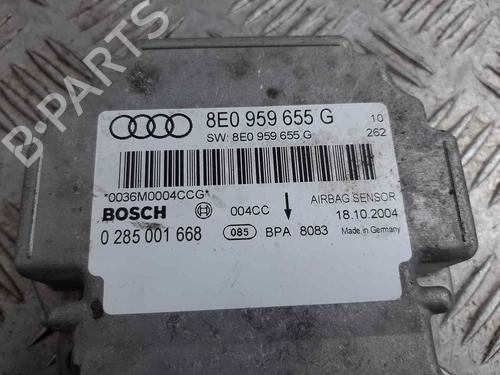 B-PARTS
8E0 959 655 G 10
SW: 8E0 959 655 G 262
*0036M0004CCG* AIRBAG SENSOR
BOSCH 004CC 18.10.2004
0 285 001 668 085 BPA 8083 Made in Germany